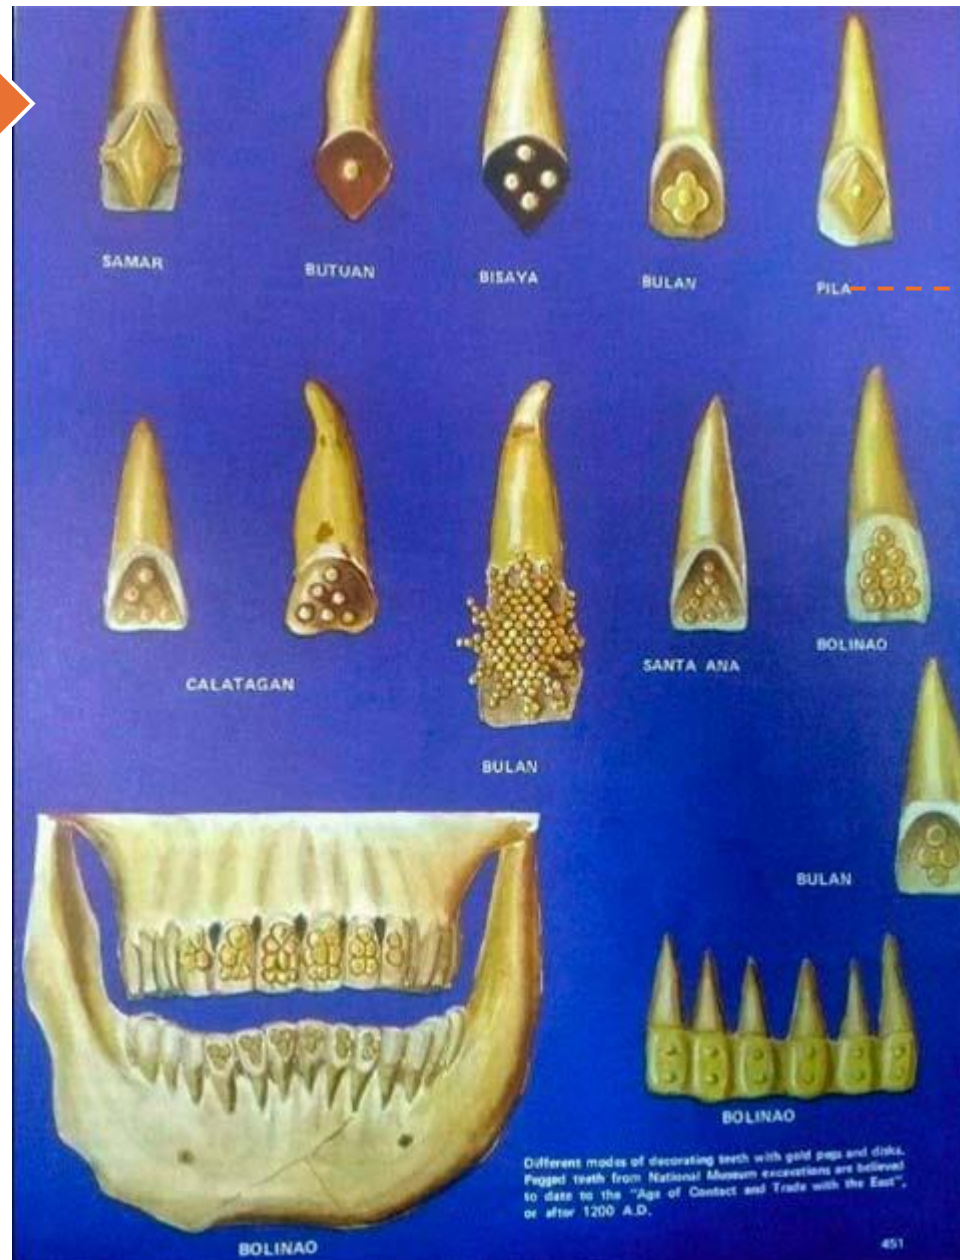 SAMAR
BUTUAN
BISAYA
BULAN
PILA
CALATAGAN
BULAN
SANTA ANA
BOLINAO
BULAN
BOLINAO
BOLINAO
Different modes of decorating teeth with gold pegs and disks.
Pegged teeth from National Museum excavations are believed
to date to the "Age of Contact and Trade with the East",
or after 1200 A.D.
451